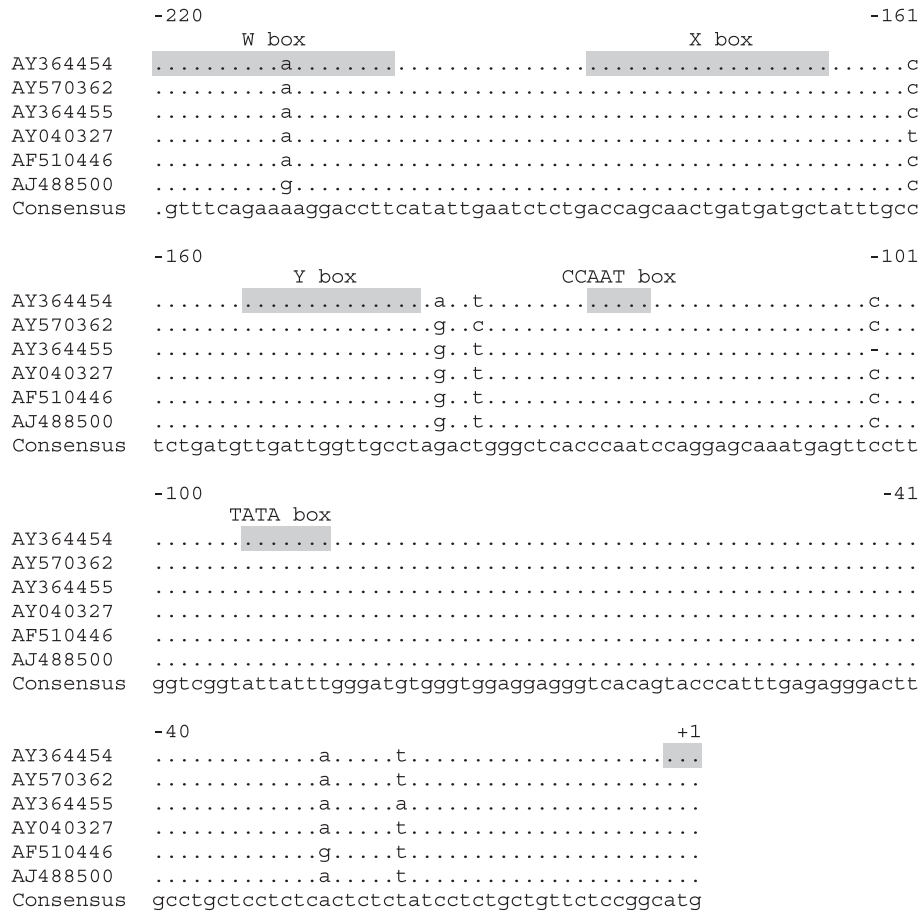 -220 -161
W box X box
AY364454 ..........a................................................c
AY570362 ..........a................................................c
AY364455 ..........a................................................c
AY040327 ..........a................................................t
AF510446 ..........a................................................c
AJ488500 ..........g................................................c
Consensus .gtttcagaaaaggaccttcatattgaatctctgaccagcaactgatgatgctatttgcc
-160 -101
Y box CCAAT box
AY364454 ......................a..t..............................c...
AY570362 ......................g..c..............................c...
AY364455 ......................g..t..............................-...
AY040327 ......................g..t..............................c...
AF510446 ......................g..t..............................c...
AJ488500 ......................g..t..............................c...
Consensus tctgatgttgattggttgcctagactgggctcacccaatccaggagcaaatgagttcctt
-100 -41
TATA box
AY364454 ............................................................
AY570362 ............................................................
AY364455 ............................................................
AY040327 ............................................................
AF510446 ............................................................
AJ488500 ............................................................
Consensus ggtcggtattatttgggatgtgggtggaggagggtcacagtacccatttgagagggactt
-40 +1
AY364454 .............a.....t.......................
AY570362 .............a.....t.......................
AY364455 .............a.....a.......................
AY040327 .............a.....t.......................
AF510446 .............g.....t.......................
AJ488500 .............a.....t.......................
Consensus gcctgctcctctcactctctatcctctgctgttctccggcatg